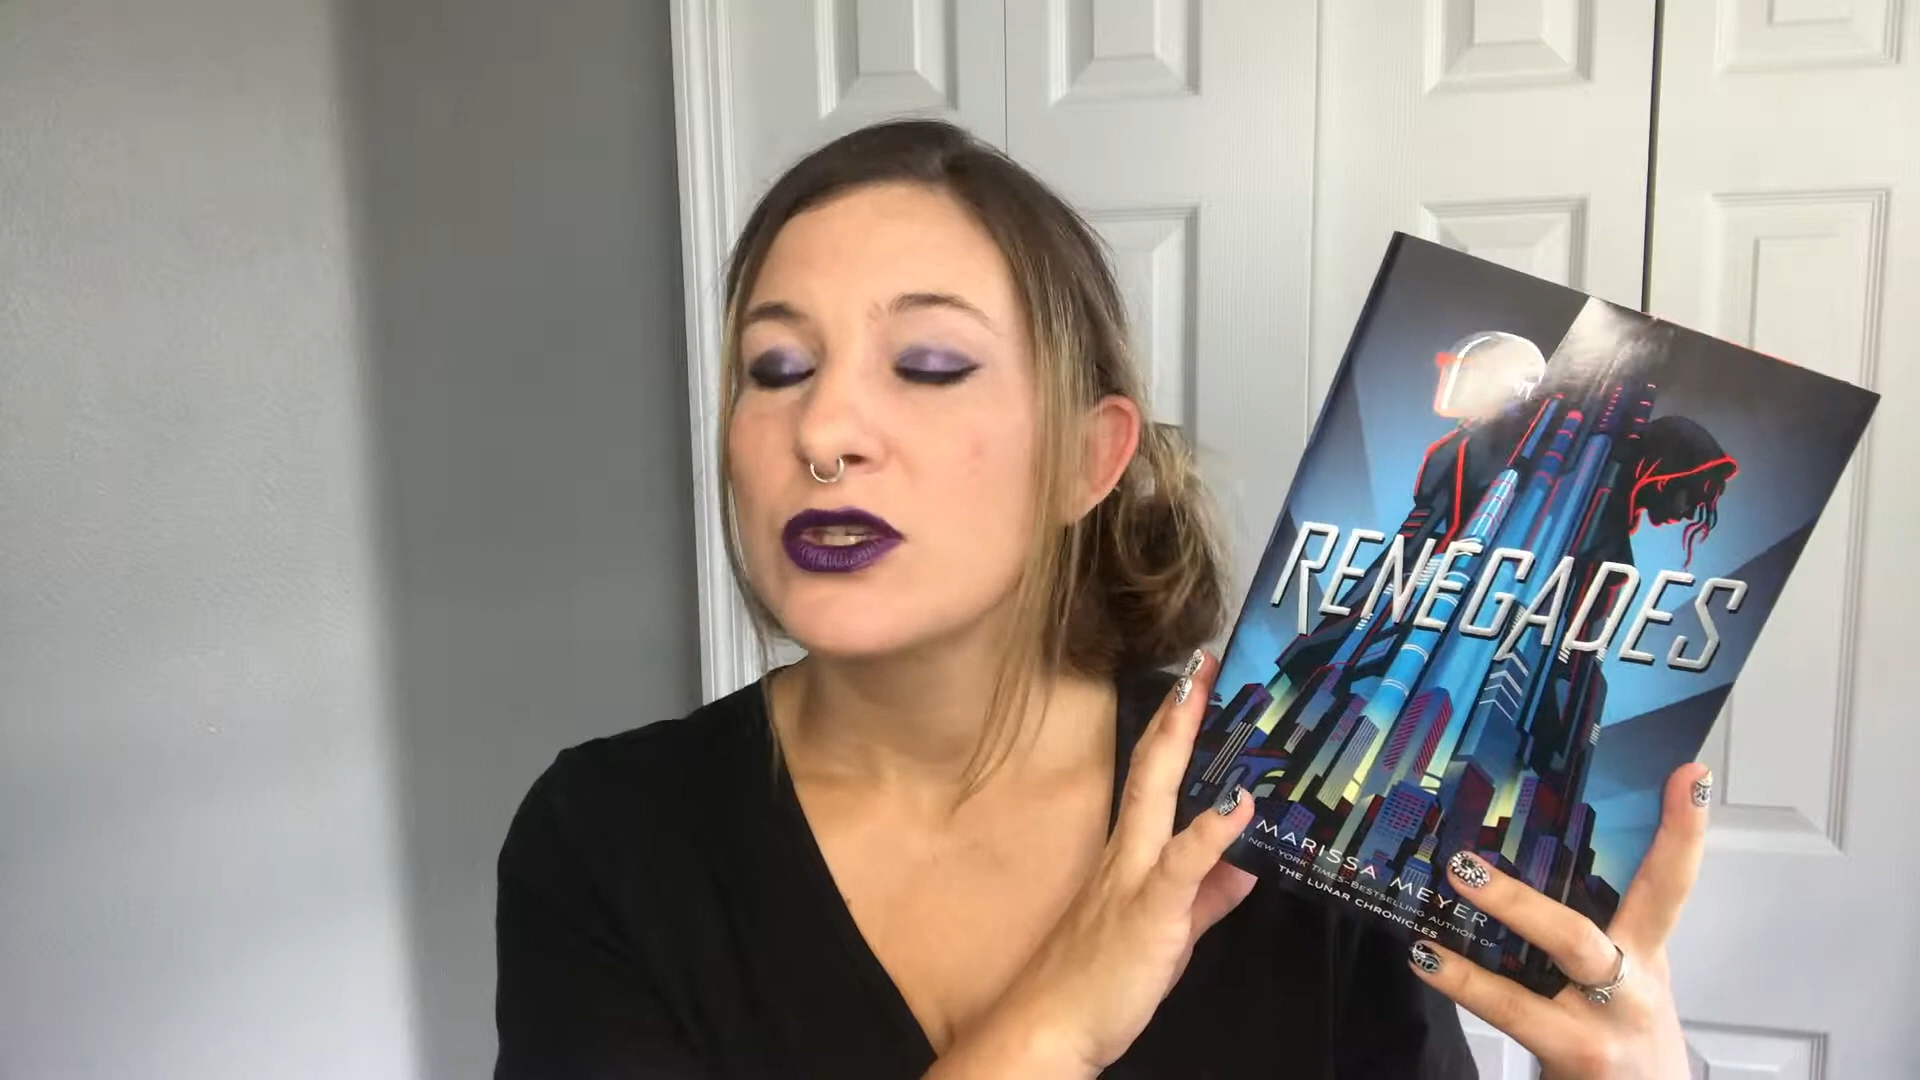 RENEGADES
MARISSA MEYER
NEW YORK TIMES-BESTSELLING AUTHOR OF
THE LUNAR CHRONICLES